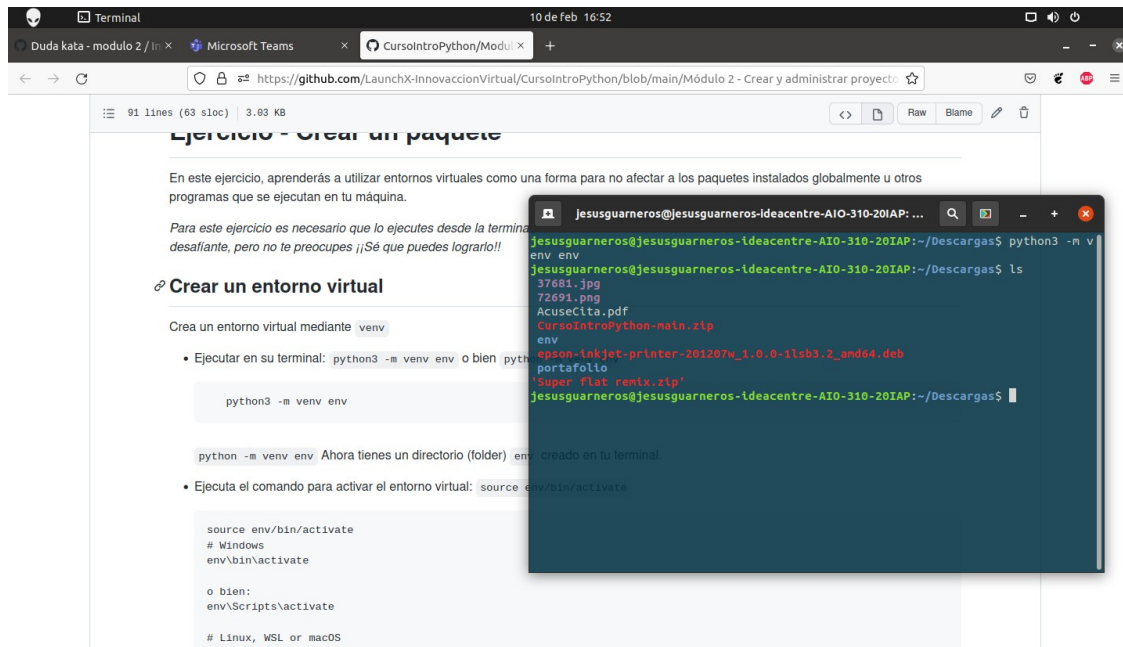 Terminal
10 de feb 16:52
Duda kata - modulo 2 / In
Microsoft Teams
CursoIntroPython/Modul
https://github.com/LaunchX-InnovaccionVirtual/CursoIntroPython/blob/main/Módulo 2 - Crear y administrar proyecto
ABP
91 lines (63 sloc) 3.03 KB
Raw Blame
Ejercicio - Crear un paquete
En este ejercicio, aprenderás a utilizar entornos virtuales como una forma para no afectar a los paquetes instalados globalmente u otros
programas que se ejecutan en tu máquina.
Para este ejercicio es necesario que lo ejecutes desde la termina
desafiante, pero no te preocupes ¡¡Sé que puedes lograrlo!!
Crear un entorno virtual
Crea un entorno virtual mediante venv
• Ejecutar en su terminal: python3 -m venv env o bien pyth
python3 -m venv env
python -m venv env Ahora tienes un directorio (folder) env creado en tu terminal.
• Ejecuta el comando para activar el entorno virtual: source env/bin/activate
source env/bin/activate
# Windows
env\bin\activate
o bien:
env\Scripts\activate
# Linux, WSL or macOS
jesusguarneros@jesusguarneros-ideacentre-AIO-310-20IAP: ...
jesusguarneros@jesusguarneros-ideacentre-AIO-310-20IAP:~/Descargas$ python3 -m v
env env
jesusguarneros@jesusguarneros-ideacentre-AIO-310-20IAP:~/Descargas$ ls
37681.jpg
72691.png
AcuseCita.pdf
CursoIntroPython-main.zip
env
epson-inkjet-printer-201207w_1.0.0-1lsb3.2_amd64.deb
portafolio
'Super flat remix.zip'
jesusguarneros@jesusguarneros-ideacentre-AIO-310-20IAP:~/Descargas$